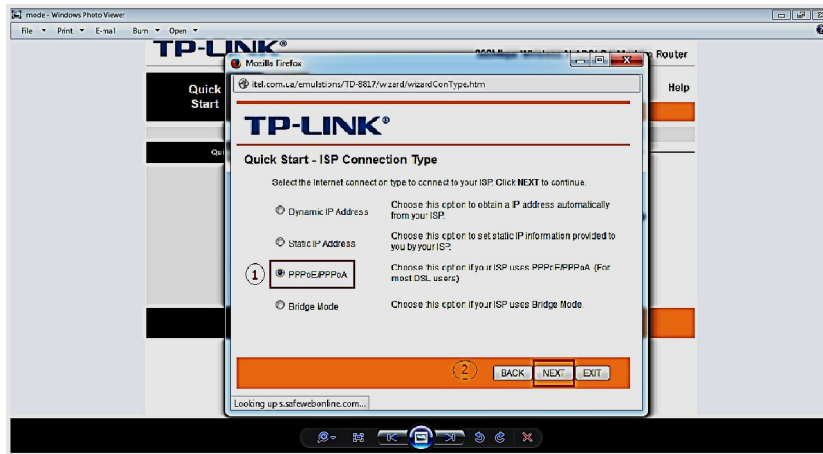 mode - Windows Photo Viewer
File Print E-mail Burn Open
TP-LINK®
Router
Mozilla Firefox
Quick
Start
Help
itel.com.ua/emulations/TD-8817/wizard/wizardConType.htm
TP-LINK®
Quick Start - ISP Connection Type
Select the Internet connection type to connect to your ISP. Click NEXT to continue.
Dynamic IP Address
Choose this option to obtain a IP address automatically
from your ISP.
Static IP Address
Choose this option to set static IP information provided to
you by your ISP.
1
PPPoE/PPPoA
Choose this option if your ISP uses PPPoE/PPPoA. (For
most DSL users)
Bridge Mode
Choose this option if your ISP uses Bridge Mode.
2
BACK NEXT EXIT
Looking up s.safewebonline.com...